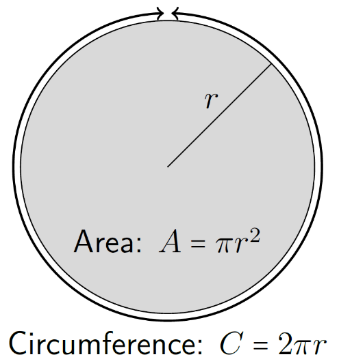 r
Area: A = πr²
Circumference: C = 2πr